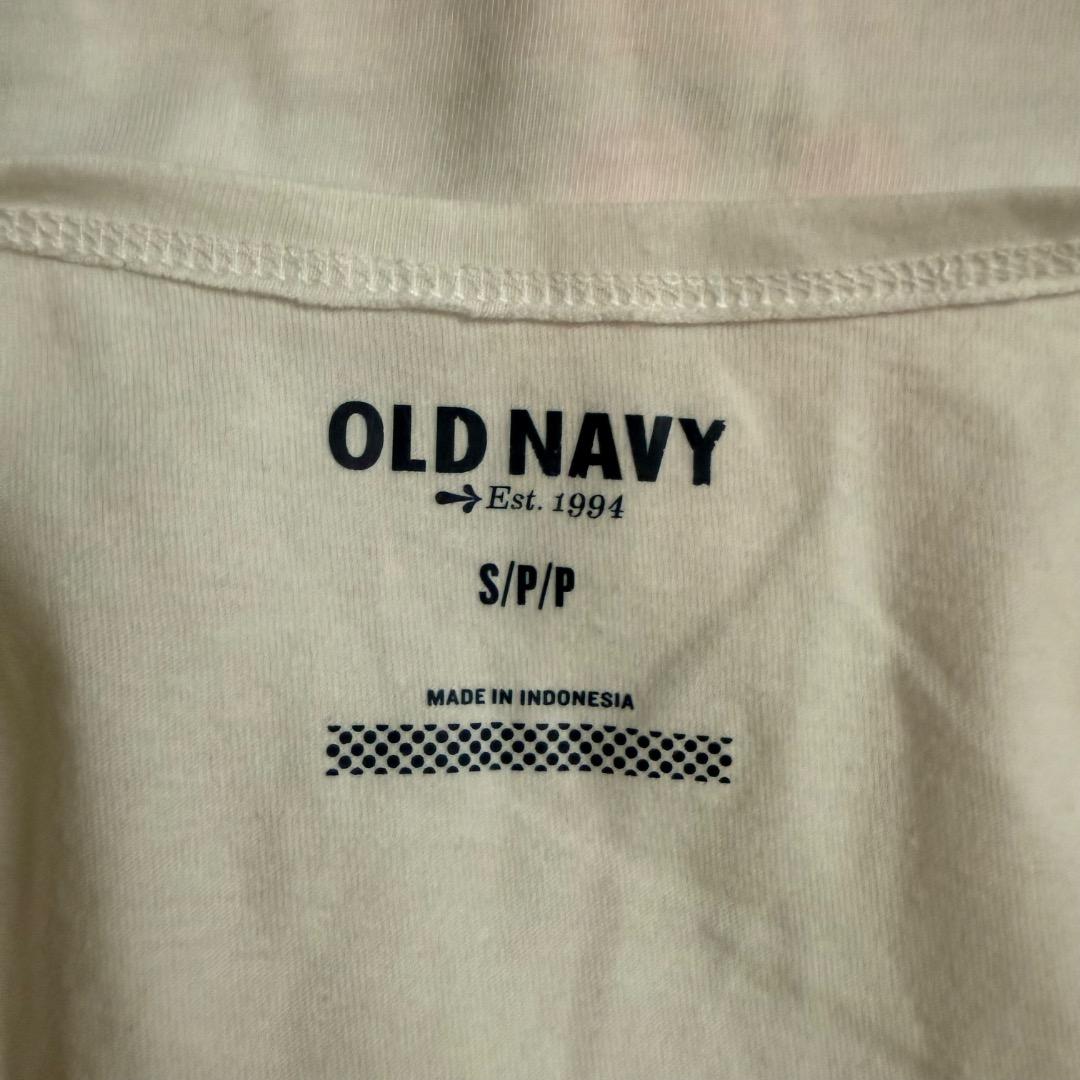 OLD NAVY
Est. 1994
S/P/P
MADE IN INDONESIA